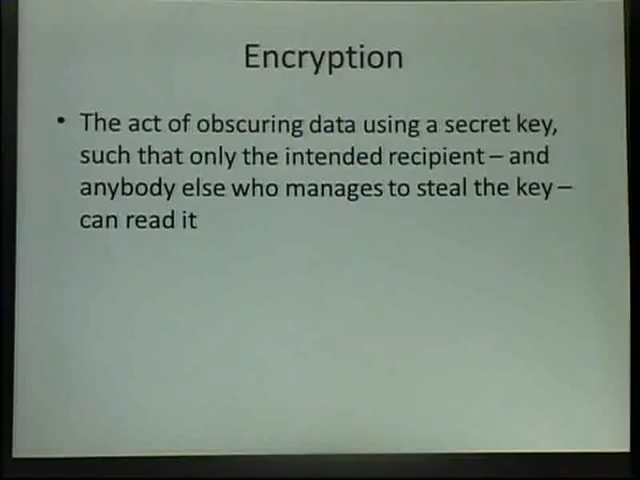 Encryption
• The act of obscuring data using a secret key,
such that only the intended recipient – and
anybody else who manages to steal the key –
can read it